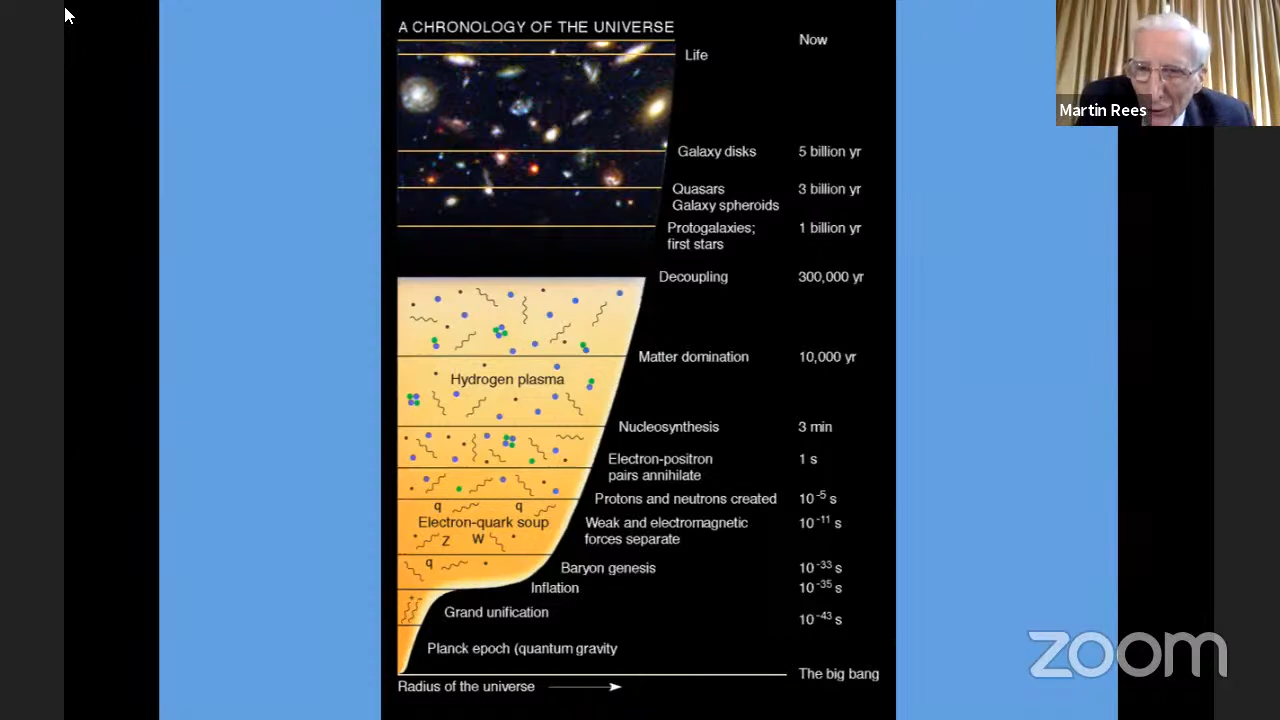 A CHRONOLOGY OF THE UNIVERSE
Now
Life
Martin Rees
Galaxy disks 5 billion yr
Quasars 3 billion yr
Galaxy spheroids
Protogalaxies; 1 billion yr
first stars
Decoupling 300,000 yr
Matter domination 10,000 yr
Hydrogen plasma
Nucleosynthesis 3 min
Electron-positron 1 s
pairs annihilate
Protons and neutrons created 10⁻⁵ s
q q
Electron-quark soup Weak and electromagnetic 10⁻¹¹ s
forces separate
Z W
q
Baryon genesis 10⁻³³ s
Inflation 10⁻³⁵ s
Grand unification 10⁻⁴³ s
Planck epoch (quantum gravity
The big bang
Radius of the universe
zoom